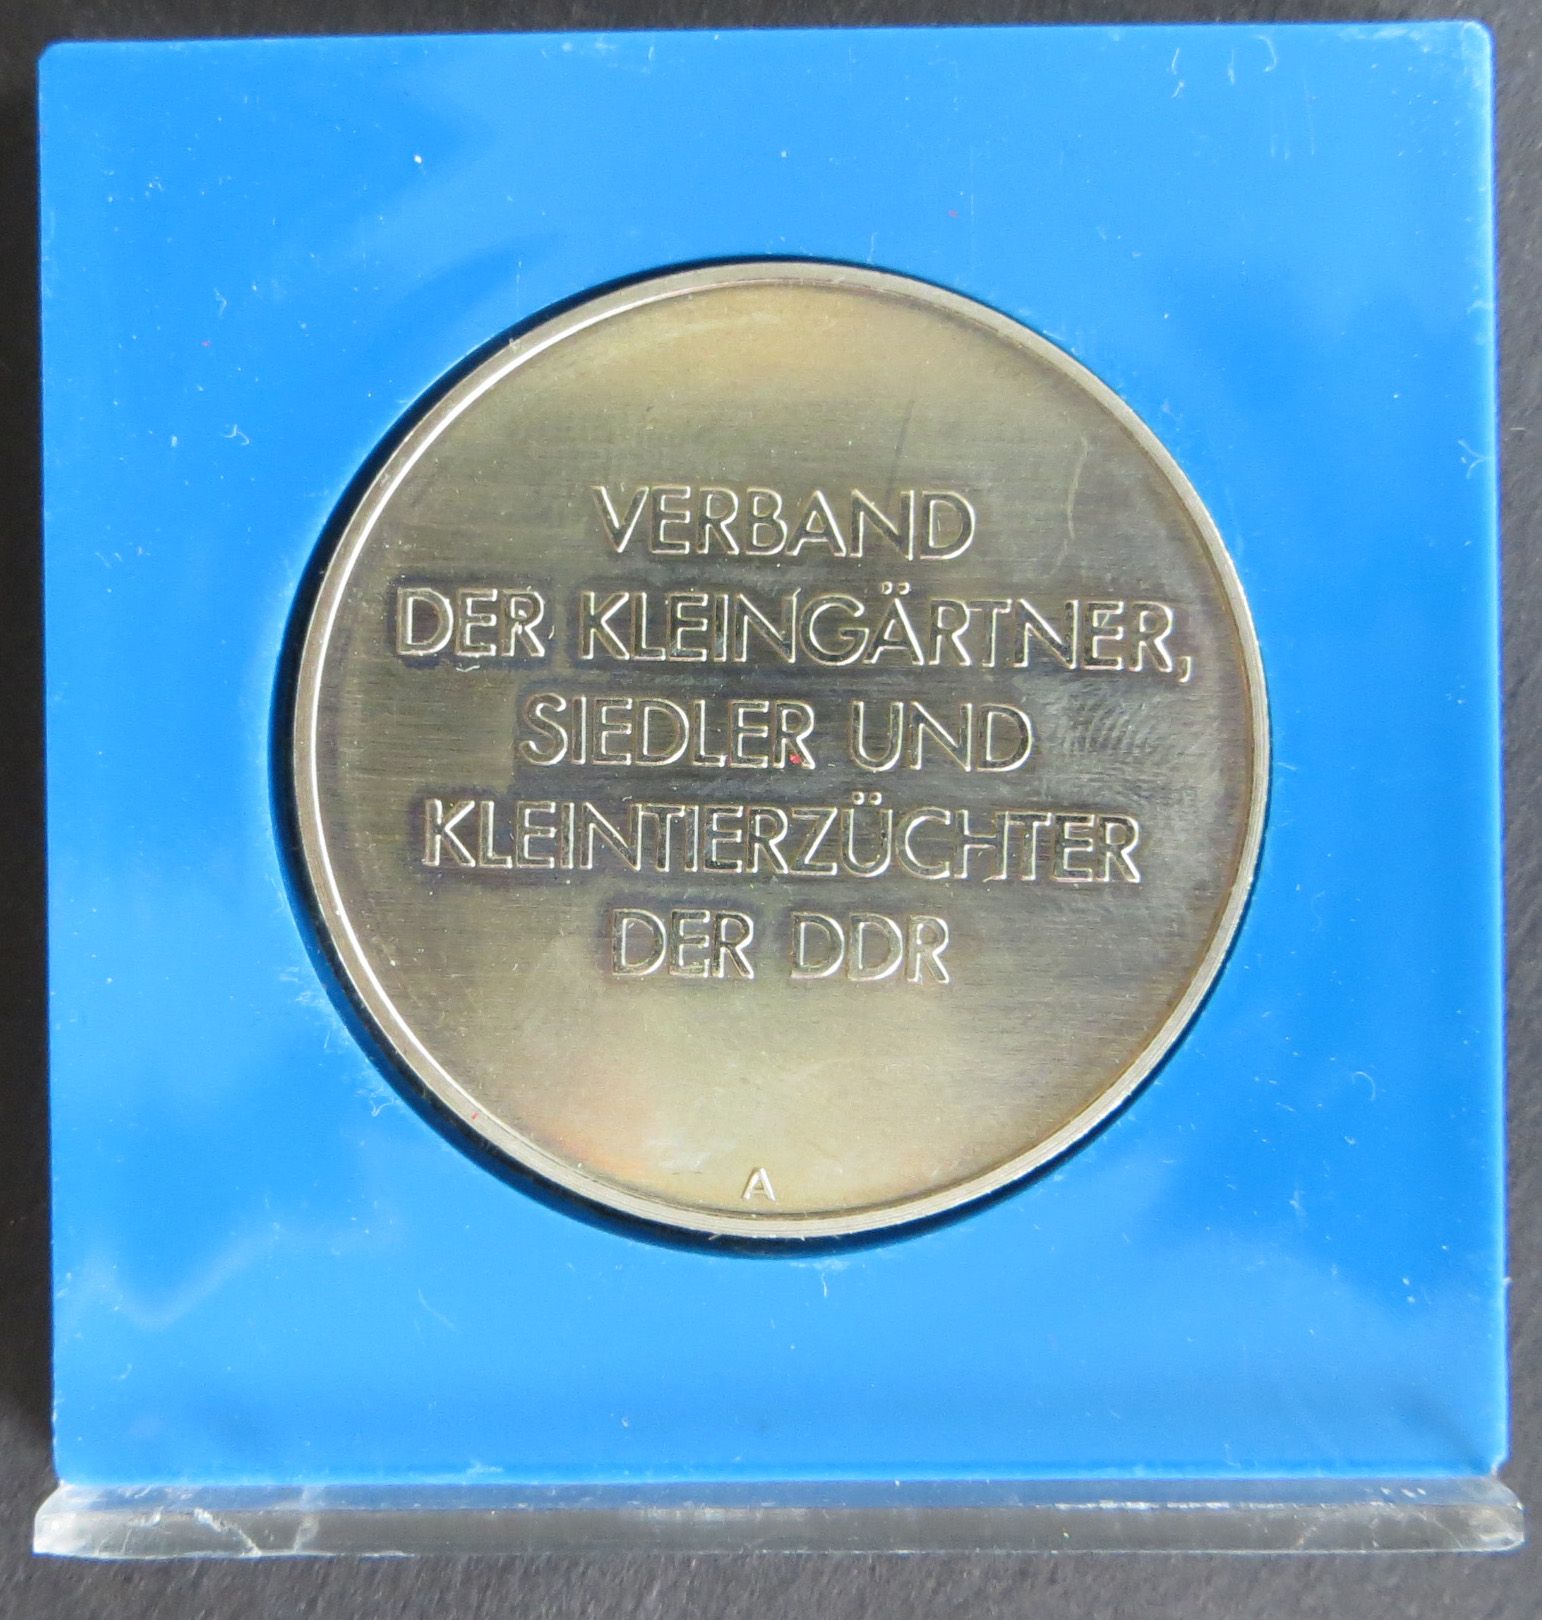 VERBAND
DER KLEINGÄRTNER,
SIEDLER UND
KLEINTIERZÜCHTER
DER DDR
A